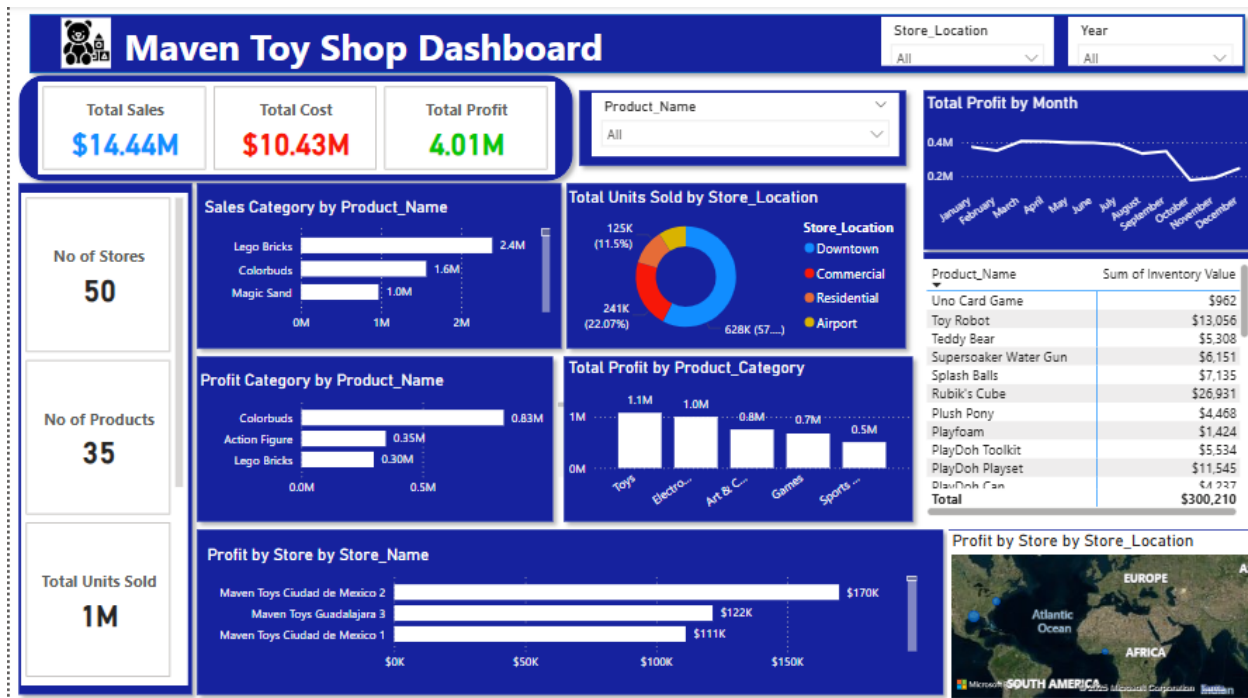 Maven Toy Shop Dashboard
Store_Location
All
Year
All
Total Sales
$14.44M
Total Cost
$10.43M
Total Profit
4.01M
Product_Name
All
Total Profit by Month
0.4M
0.2M
January
February
March
April
May
June
July
August
September
October
November
December
No of Stores
50
No of Products
35
Total Units Sold
1M
Sales Category by Product_Name
Lego Bricks
2.4M
Colorbuds
1.6M
Magic Sand
1.0M
0M
1M
2M
Total Units Sold by Store_Location
125K
(11.5%)
241K
(22.07%)
628K (57....)
Store_Location
Downtown
Commercial
Residential
Airport
Product_Name
Sum of Inventory Value
Uno Card Game
$962
Toy Robot
$13,056
Teddy Bear
$5,308
Supersoaker Water Gun
$6,151
Splash Balls
$7,135
Rubik's Cube
$26,931
Plush Pony
$4,468
Playfoam
$1,424
PlayDoh Toolkit
$5,534
PlayDoh Playset
$11,545
PlayDoh Can
$4,237
Total
$300,210
Profit Category by Product_Name
Colorbuds
0.83M
Action Figure
0.35M
Lego Bricks
0.30M
0.0M
0.5M
Total Profit by Product_Category
1M
0M
1.1M
1.0M
0.8M
0.7M
0.5M
Toys
Electro...
Art & C...
Games
Sports ...
Profit by Store by Store_Name
Maven Toys Ciudad de Mexico 2
$170K
Maven Toys Guadalajara 3
$122K
Maven Toys Ciudad de Mexico 1
$111K
$0K
$50K
$100K
$150K
Profit by Store by Store_Location
EUROPE
Atlantic
Ocean
AFRICA
SOUTH AMERICA
© 2025 Microsoft Corporation